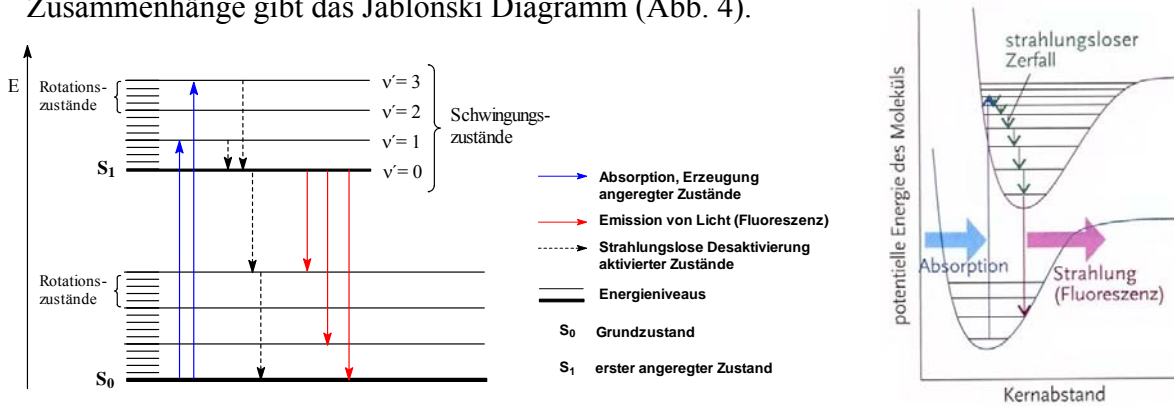 Zusammenhänge gibt das Jablonski Diagramm (Abb. 4).
E
Rotations-
zustände
ν´= 3
ν´= 2
ν´= 1
ν´= 0
Schwingungs-
zustände
S1
Rotations-
zustände
S0
Absorption, Erzeugung
angeregter Zustände
Emission von Licht (Fluoreszenz)
Strahlungslose Desaktivierung
aktivierter Zustände
Energieniveaus
S0 Grundzustand
S1 erster angeregter Zustand
potentielle Energie des Moleküls
strahlungsloser
Zerfall
Absorption
Strahlung
(Fluoreszenz)
Kernabstand